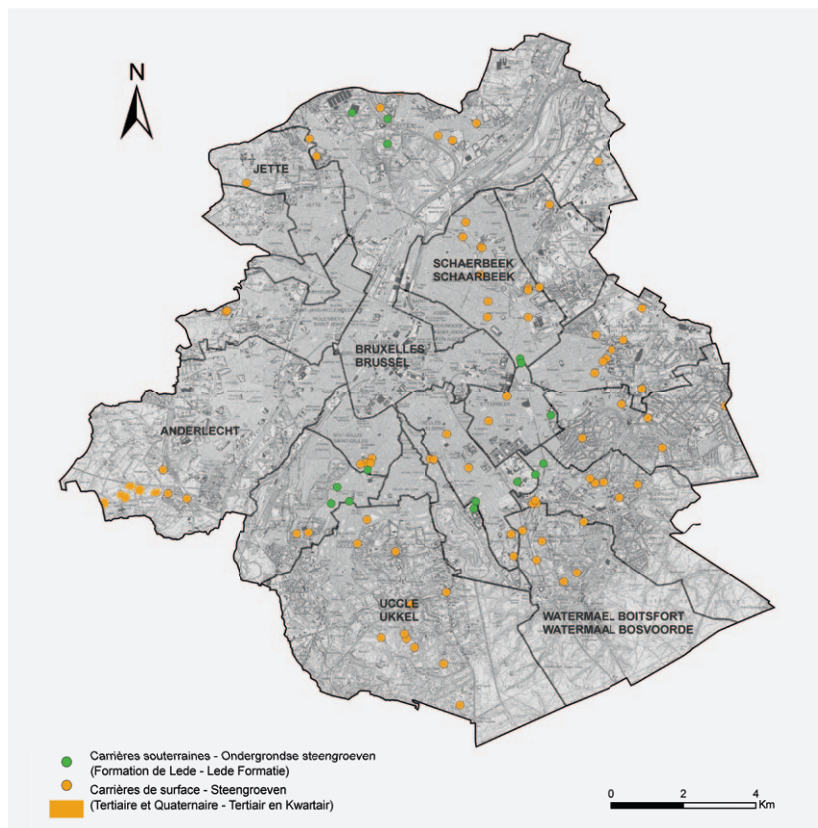 N
JETTE
SCHAERBEEK
SCHAARBEEK
BRUXELLES
BRUSSEL
ANDERLECHT
UCCLE
UKKEL
WATERMAEL BOITSFORT
WATERMAAL BOSVOORDE
Carrières souterraines - Ondergrondse steengroeven
(Formation de Lede - Lede Formatie)
Carrières de surface - Steengroeven
(Tertiaire et Quaternaire - Tertiair en Kwartair)
0 2 4
Km